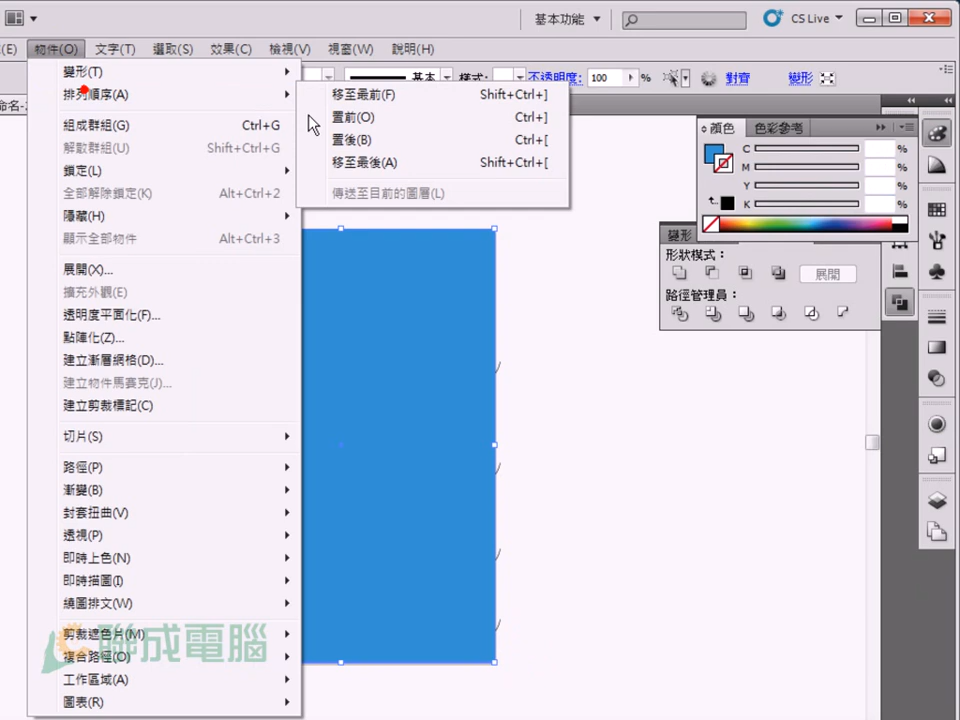 基本功能
CS Live
(E) 物件(O) 文字(T) 選取(S) 效果(C) 檢視(V) 視窗(W) 說明(H)
基本 樣式: 不透明度: 100 % 對齊 變形
命名-
變形(T)
排列順序(A)
組成群組(G) Ctrl+G
解散群組(U) Shift+Ctrl+G
鎖定(L)
全部解除鎖定(K) Alt+Ctrl+2
隱藏(H)
顯示全部物件 Alt+Ctrl+3
展開(X)...
擴充外觀(E)
透明度平面化(F)...
點陣化(Z)...
建立漸層網格(D)...
建立物件馬賽克(J)...
建立剪裁標記(C)
切片(S)
路徑(P)
漸變(B)
封套扭曲(V)
透視(P)
即時上色(N)
即時描圖(I)
繞圖排文(W)
剪裁遮色片(M)
複合路徑(O)
工作區域(A)
圖表(R)
移至最前(F) Shift+Ctrl+]
置前(O) Ctrl+]
置後(B) Ctrl+[
移至最後(A) Shift+Ctrl+[
傳送至目前的圖層(L)
顏色 色彩參考
C %
M %
Y %
K %
變形
形狀模式:
展開
路徑管理員:
聯成電腦